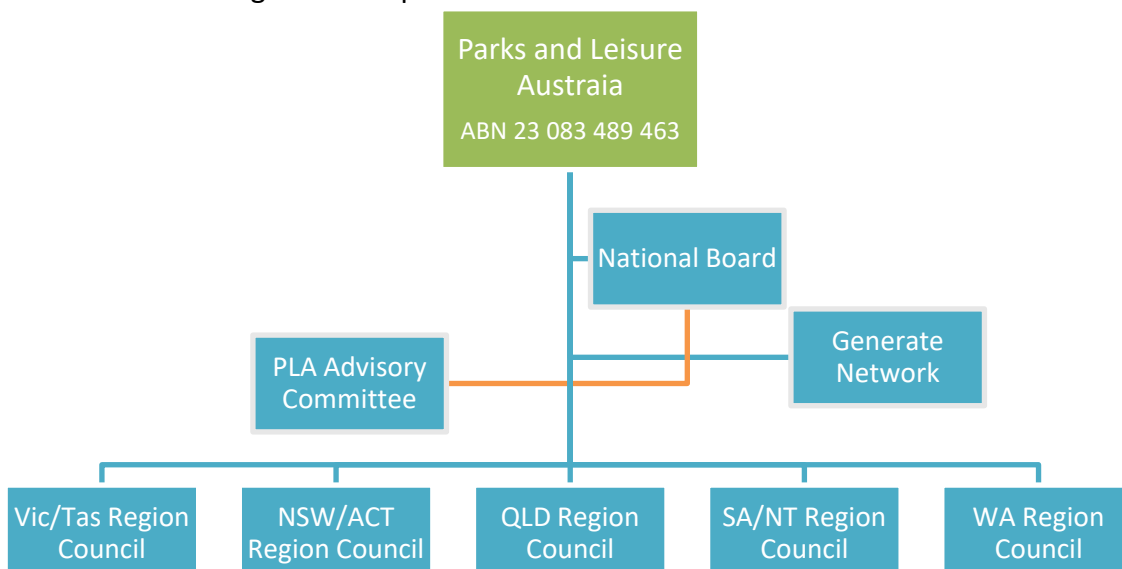 Parks and Leisure
Austraia
ABN 23 083 489 463
National Board
PLA Advisory
Committee
Generate
Network
Vic/Tas Region
Council
NSW/ACT
Region Council
QLD Region
Council
SA/NT Region
Council
WA Region
Council